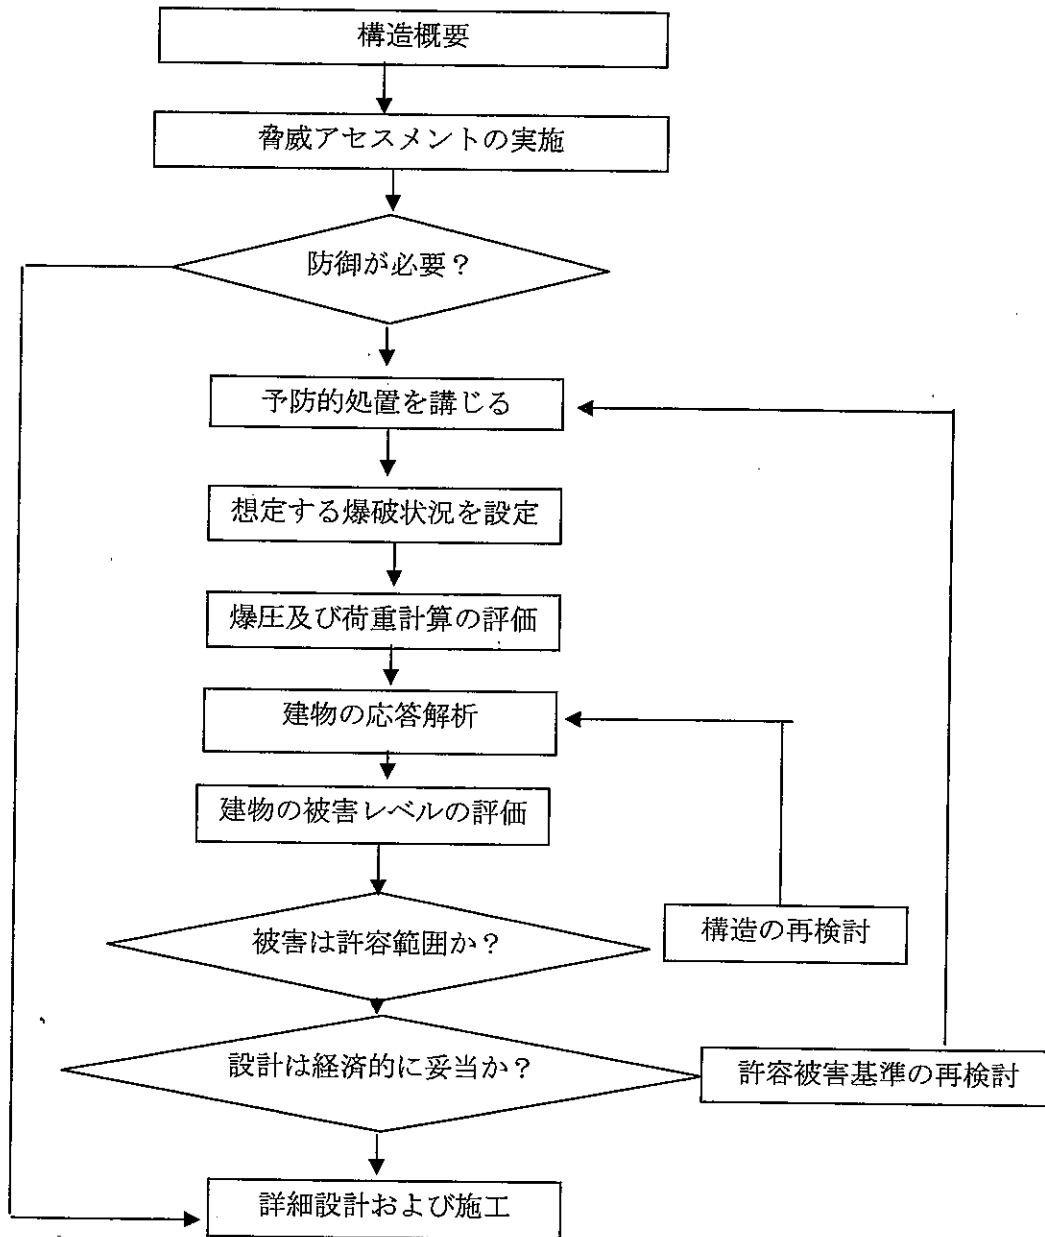 構造概要
脅威アセスメントの実施
防御が必要？
予防的処置を講じる
想定する爆破状況を設定
爆圧及び荷重計算の評価
建物の応答解析
建物の被害レベルの評価
被害は許容範囲か？
構造の再検討
設計は経済的に妥当か？
許容被害基準の再検討
詳細設計および施工